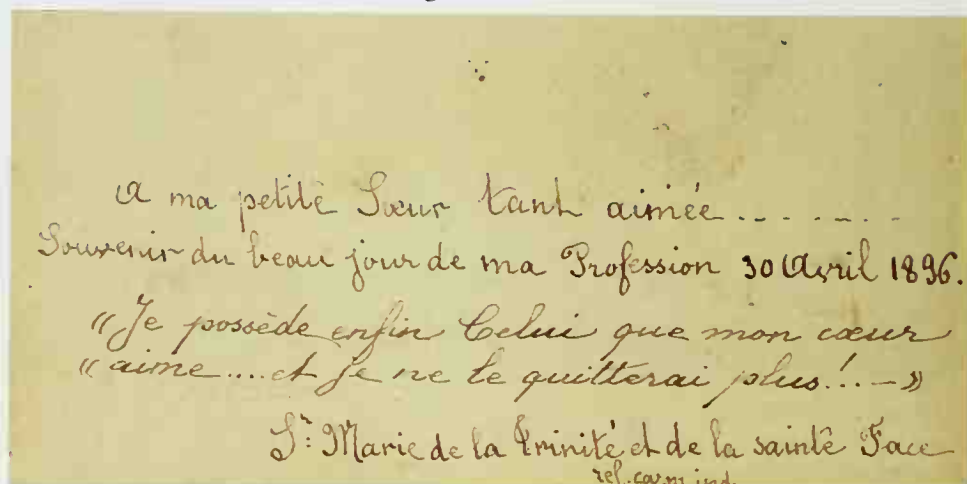 A ma petite Sœur tant aimée . . . . . . .
Souvenir du beau jour de ma Profession 30 Avril 1896.
"Je possède enfin Celui que mon cœur
"aime.... et je ne le quitterai plus!.. — »
Sr. Marie de la Trinité et de la sainte Face
rel. carm. ind.